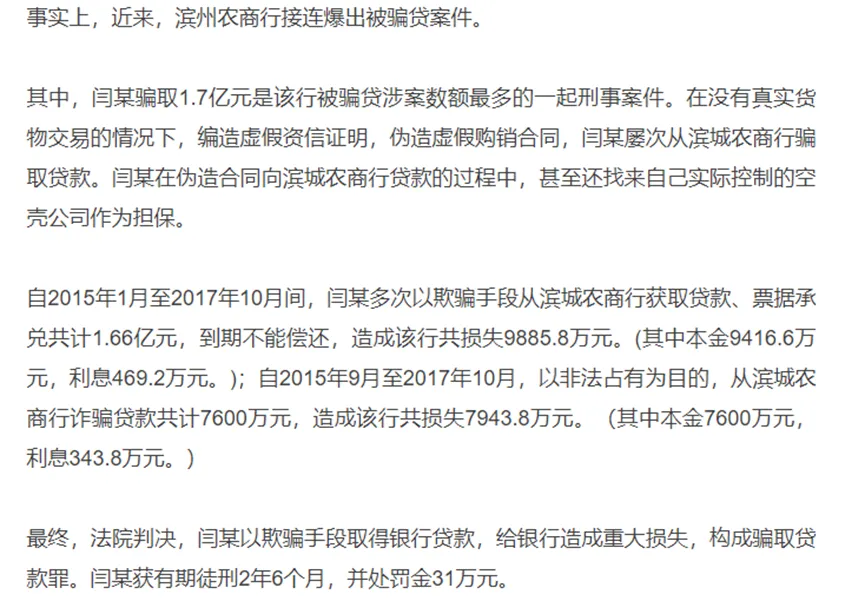 事实上，近来，滨州农商行接连爆出被骗贷案件。
其中，闫某骗取1.7亿元是该行被骗贷涉案数额最多的一起刑事案件。在没有真实货
物交易的情况下，编造虚假资信证明，伪造虚假购销合同，闫某屡次从滨城农商行骗
取贷款。闫某在伪造合同向滨城农商行贷款的过程中，甚至还找来自己实际控制的空
壳公司作为担保。
自2015年1月至2017年10月间，闫某多次以欺骗手段从滨城农商行获取贷款、票据承
兑共计1.66亿元，到期不能偿还，造成该行共损失9885.8万元。(其中本金9416.6万
元，利息469.2万元。)；自2015年9月至2017年10月，以非法占有为目的，从滨城农
商行诈骗贷款共计7600万元，造成该行共损失7943.8万元。（其中本金7600万元，
利息343.8万元。）
最终，法院判决，闫某以欺骗手段取得银行贷款，给银行造成重大损失，构成骗取贷
款罪。闫某获有期徒刑2年6个月，并处罚金31万元。